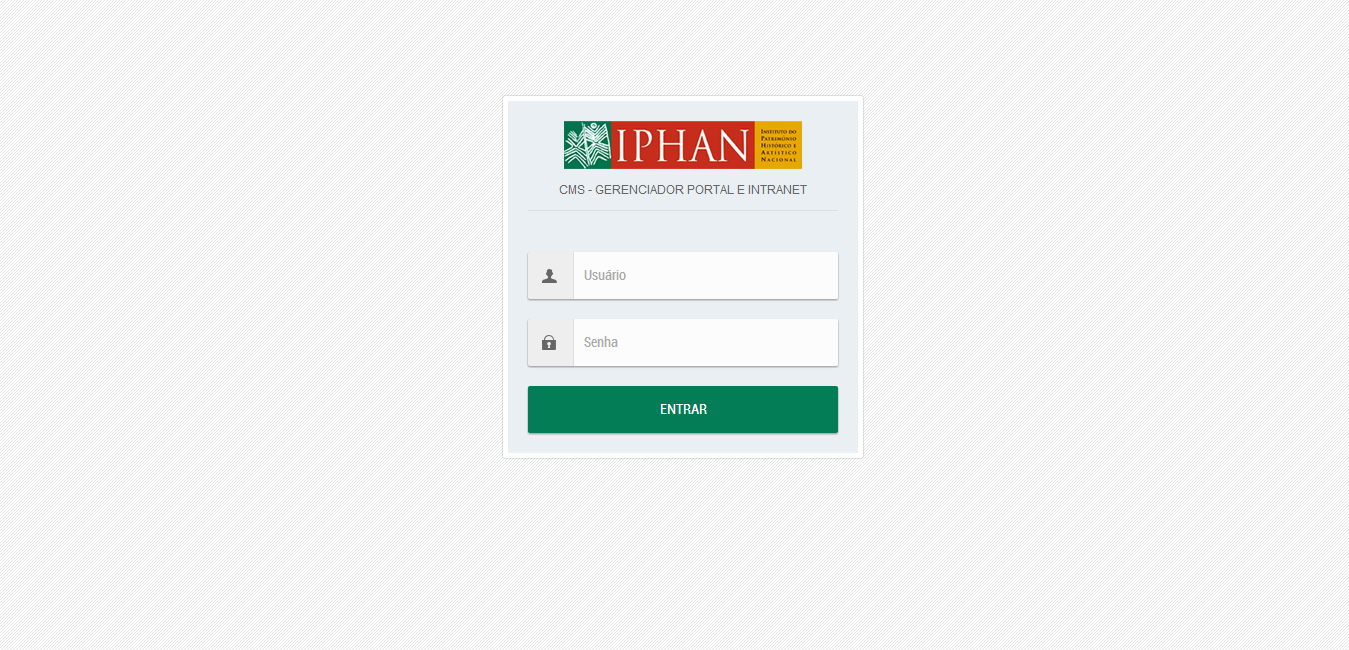 IPHAN
INSTITUTO DO
PATRIMÔNIO
HISTÓRICO E
ARTÍSTICO
NACIONAL
CMS - GERENCIADOR PORTAL E INTRANET
Usuário
Senha
ENTRAR